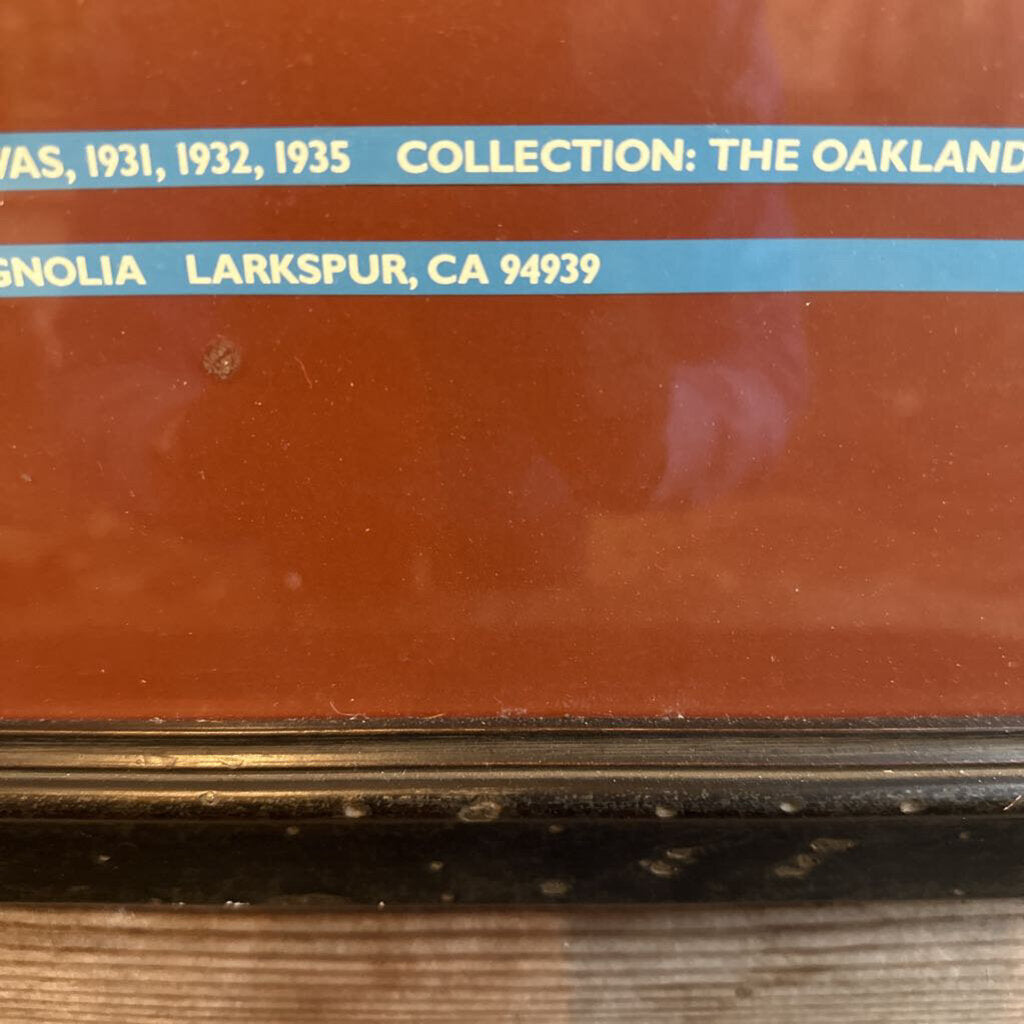 VAS, 1931, 1932, 1935 COLLECTION: THE OAKLAND
GNOLIA LARKSPUR, CA 94939